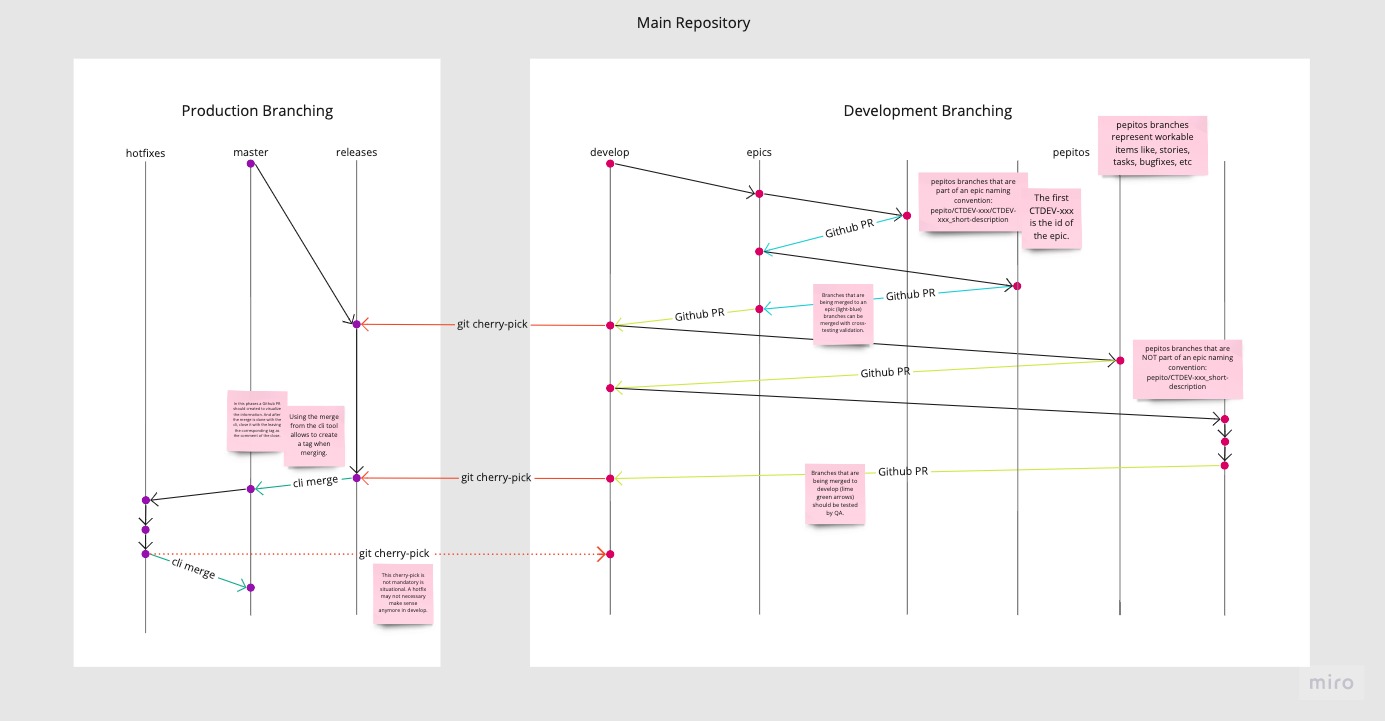 Main Repository
Production Branching
hotfixes
master
releases
git cherry-pick
In this phases a Github PR
should created to visualize
the information. And after
the merge is done with the
cli, close it with the leaving
the corresponding tag as
the comment of the close.
Using the merge
from the cli tool
allows to create
a tag when
merging.
cli merge
git cherry-pick
cli merge
git cherry-pick
This cherry-pick is
not mandatory is
situational. A hotfix
may not necessary
make sense
anymore in develop.
Development Branching
develop
epics
pepitos
pepitos branches
represent workable
items like, stories,
tasks, bugfixes, etc
pepitos branches that are
part of an epic naming
convention:
pepito/CTDEV-xxx/CTDEV-
xxx_short-description
The first
CTDEV-xxx
is the id of
the epic.
Github PR
Github PR
Branches that are
being merged to an
epic (light-blue)
branches can be
merged with cross-
testing validation.
Github PR
pepitos branches that are
NOT part of an epic naming
convention:
pepito/CTDEV-xxx_short-
description
Github PR
Github PR
Branches that are
being merged to
develop (lime
green arrows)
should be tested
by QA.
miro